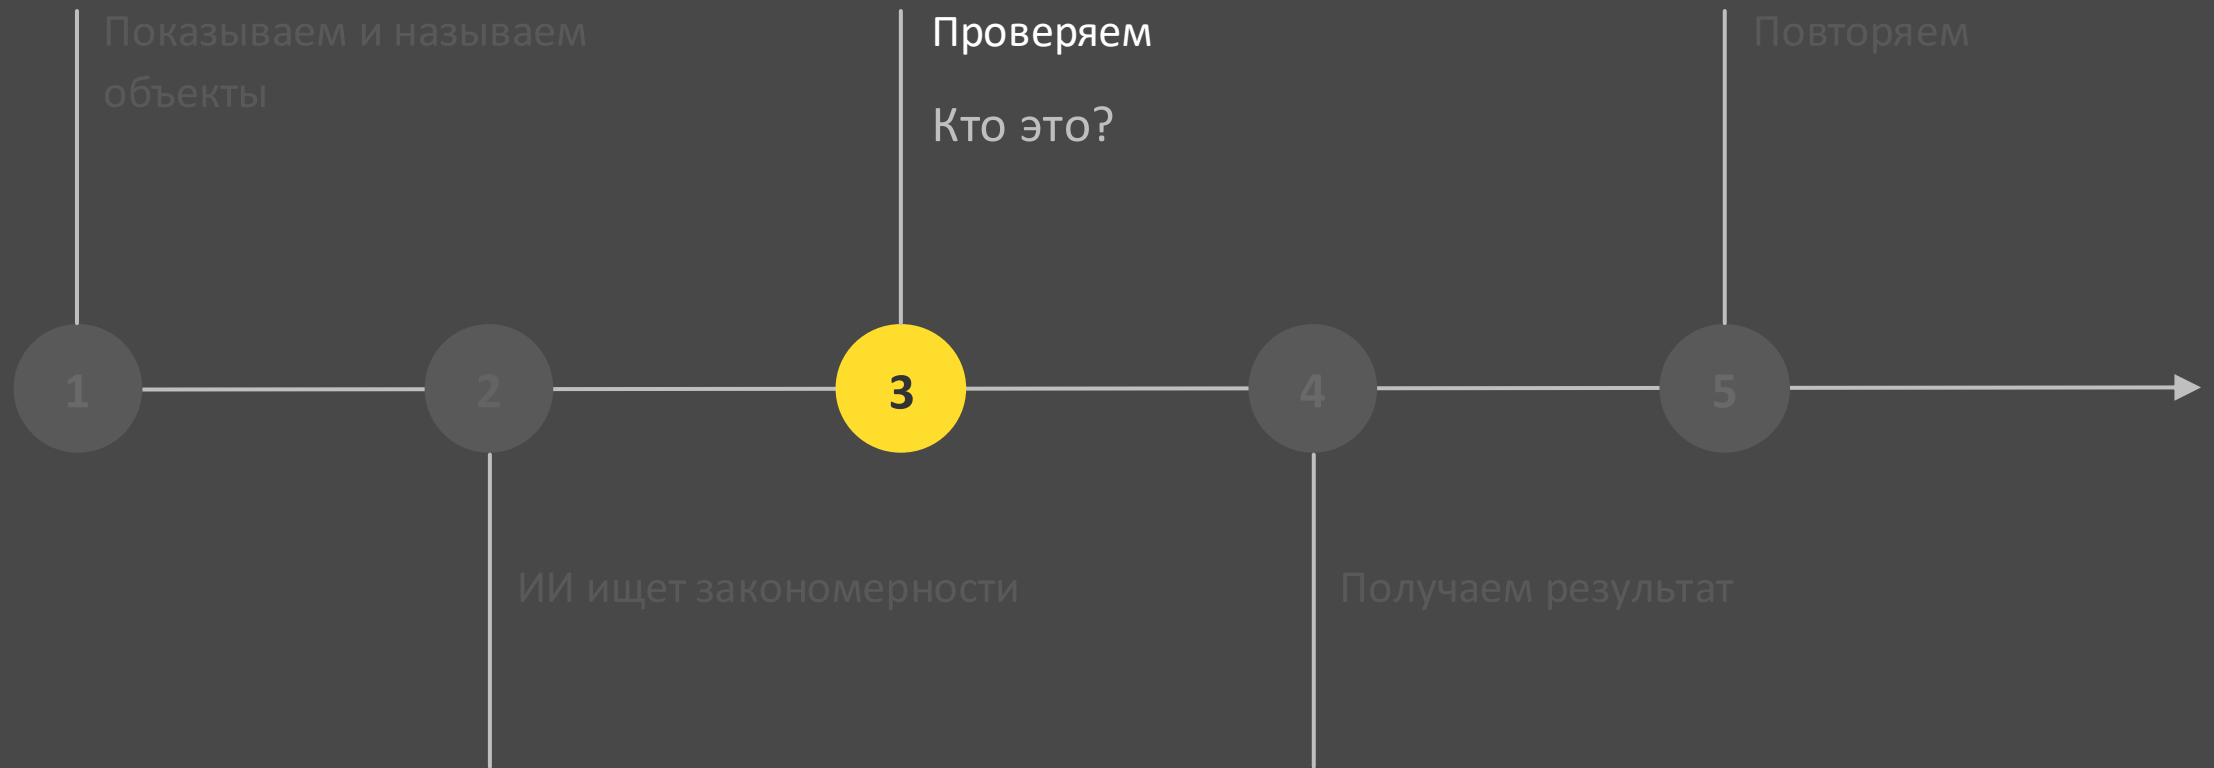 Показываем и называем
объекты
Проверяем
Кто это?
Повторяем
1
2
3
4
5
ИИ ищет закономерности
Получаем результат